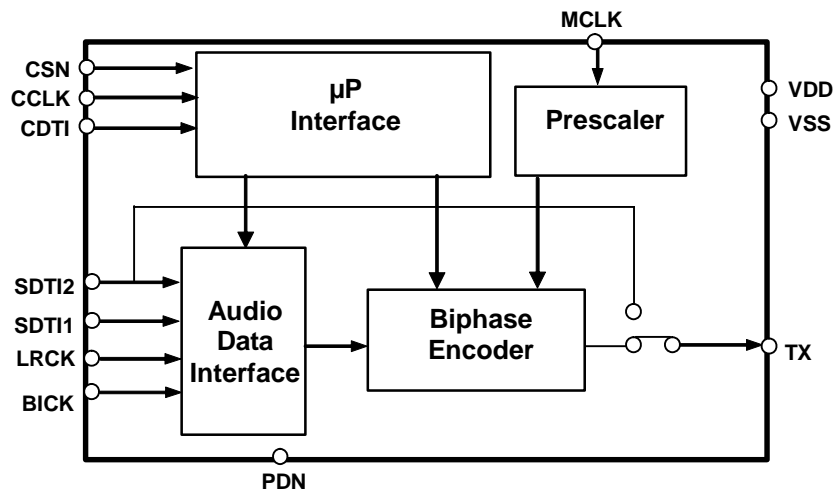 MCLK
CSN
CCLK
CDTI
µP
Interface
Prescaler
VDD
VSS
SDTI2
SDTI1
LRCK
BICK
Audio
Data
Interface
Biphase
Encoder
TX
PDN